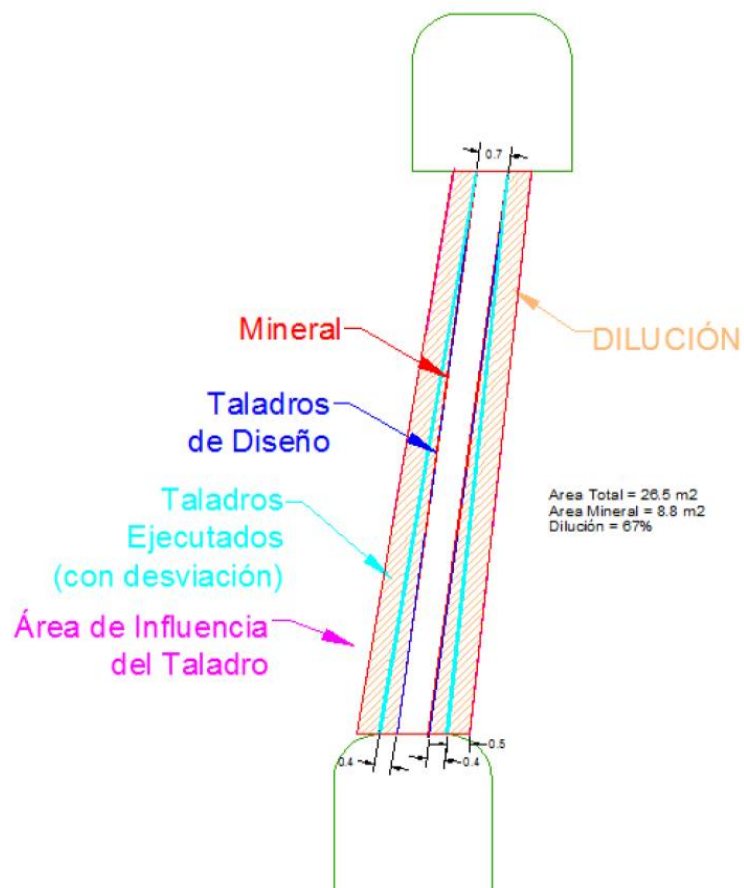 0.7
Mineral
DILUCIÓN
Taladros
de Diseño
Taladros
Ejecutados
(con desviación)
Area Total = 26.5 m2
Area Mineral = 8.8 m2
Dilución = 67%
Área de Influencia
del Taladro
0.5
0.4
0.4